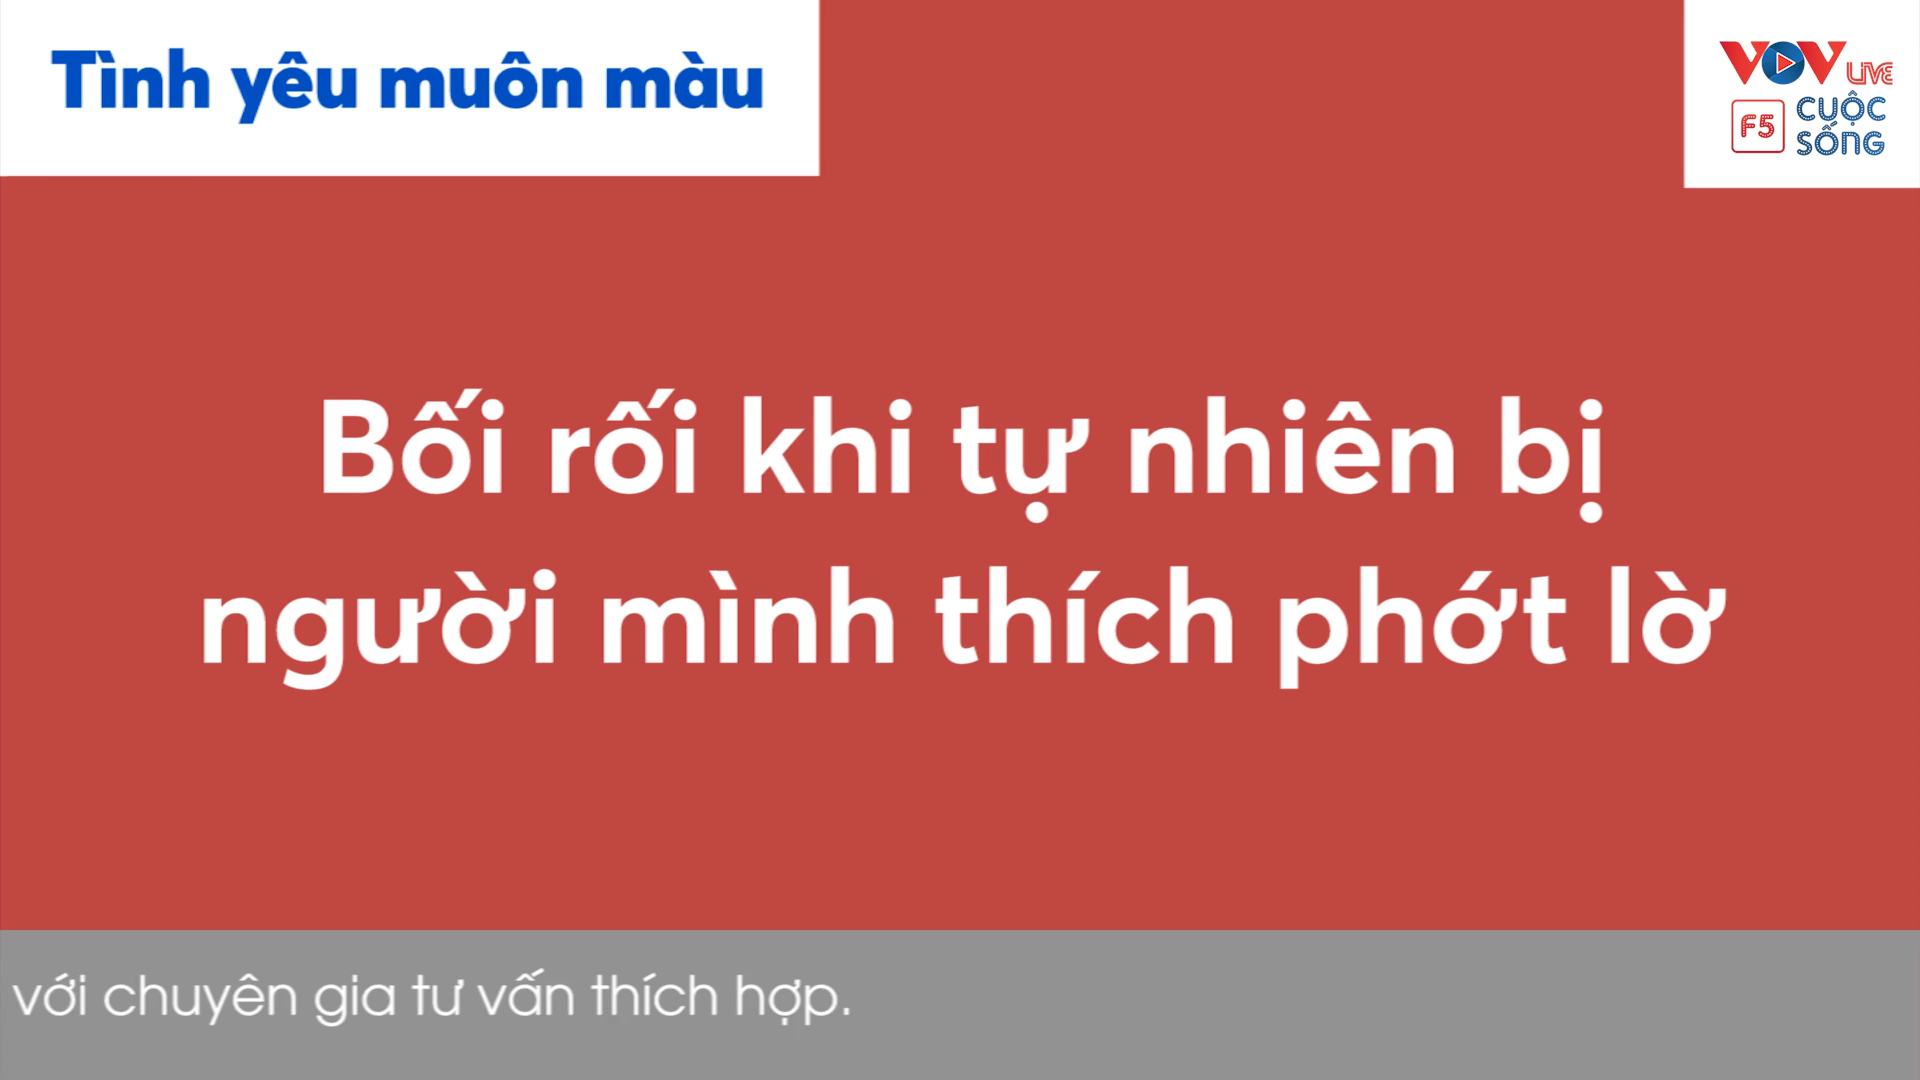 Tình yêu muôn màu
VOV LIVE
F5 CUỘC SỐNG
Bối rối khi tự nhiên bị
người mình thích phớt lờ
với chuyên gia tư vấn thích hợp.